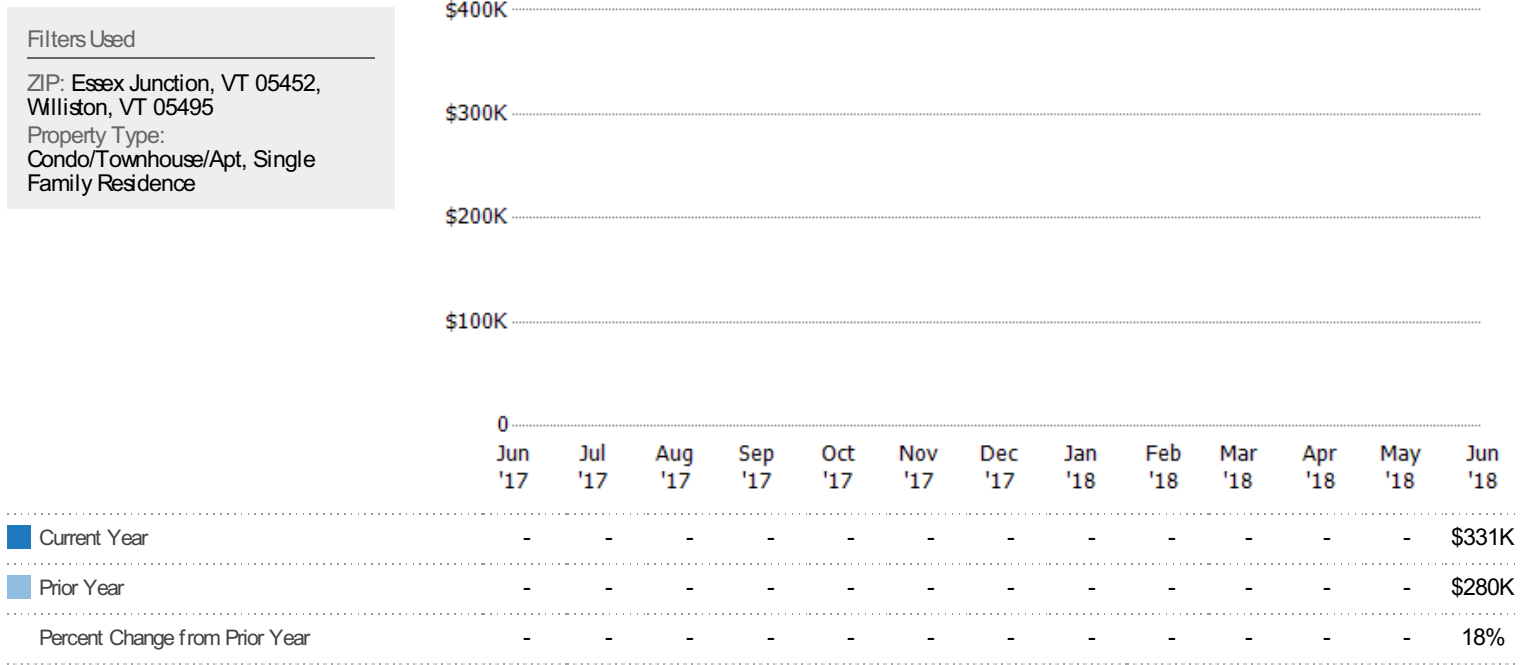 Filters Used
ZIP: Essex Junction, VT 05452,
Williston, VT 05495
Property Type:
Condo/Townhouse/Apt, Single
Family Residence
$400K
$300K
$200K
$100K
0
Jun '17 Jul '17 Aug '17 Sep '17 Oct '17 Nov '17 Dec '17 Jan '18 Feb '18 Mar '18 Apr '18 May '18 Jun '18
Current Year - - - - - - - - - - - - $331K
Prior Year - - - - - - - - - - - - $280K
Percent Change from Prior Year - - - - - - - - - - - - 18%